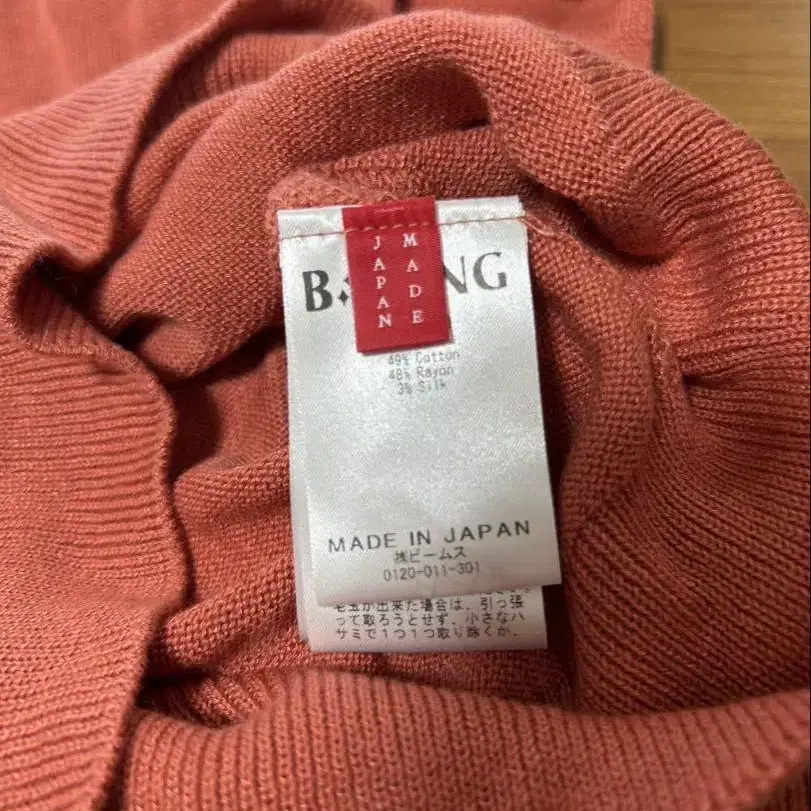 MADE
JAPAN
B NG
49% Cotton
48% Rayon
3% Silk
MADE IN JAPAN
㈱ビームス
0120-011-301
毛玉が出来た場合は、引っ張
って取ろうとせず、小さなハ
サミで1つ1つ取り除くか、